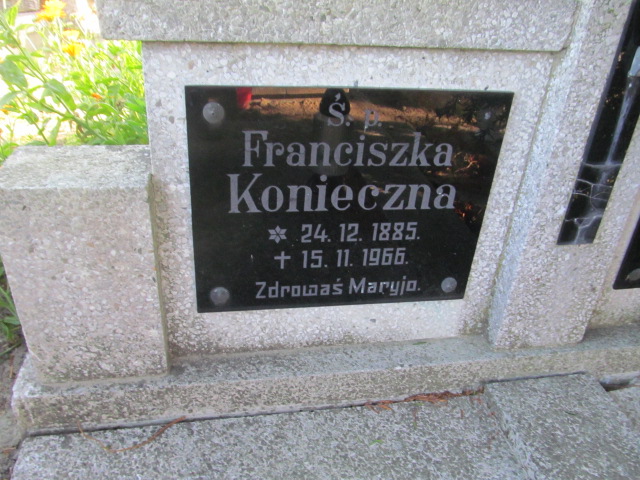 Ś. p.
Franciszka
Konieczna
* 24. 12. 1885.
+ 15. 11. 1966.
Zdrowaś Maryjo.